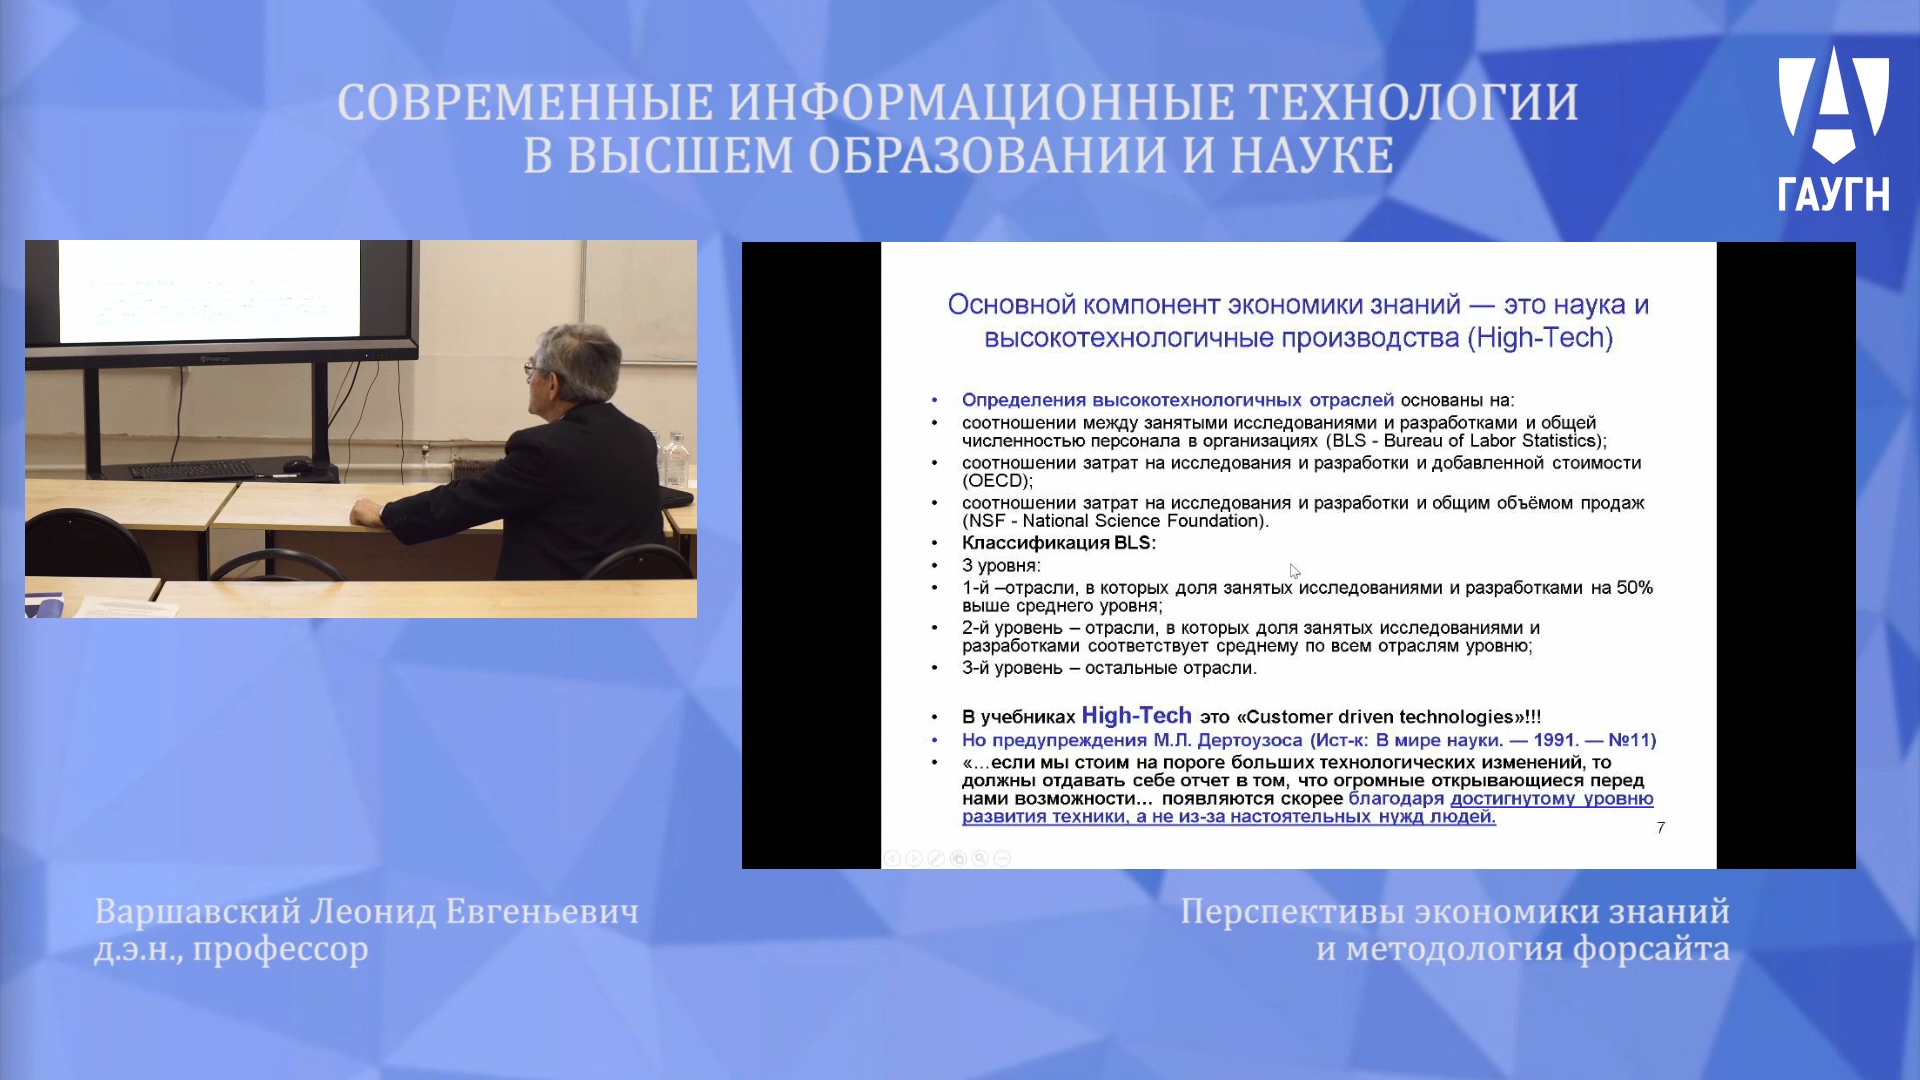 СОВРЕМЕННЫЕ ИНФОРМАЦИОННЫЕ ТЕХНОЛОГИИ
В ВЫСШЕМ ОБРАЗОВАНИИ И НАУКЕ
ГАУГН
Основной компонент экономики знаний — это наука и
высокотехнологичные производства (High-Tech)
• Определения высокотехнологичных отраслей основаны на:
• соотношении между занятыми исследованиями и разработками и общей
численностью персонала в организациях (BLS - Bureau of Labor Statistics);
• соотношении затрат на исследования и разработки и добавленной стоимости
(OECD);
• соотношении затрат на исследования и разработки и общим объёмом продаж
(NSF - National Science Foundation).
• Классификация BLS:
• 3 уровня:
• 1-й –отрасли, в которых доля занятых исследованиями и разработками на 50%
выше среднего уровня;
• 2-й уровень – отрасли, в которых доля занятых исследованиями и
разработками соответствует среднему по всем отраслям уровню;
• 3-й уровень – остальные отрасли.
• В учебниках High-Tech это «Customer driven technologies»!!!
• Но предупреждения М.Л. Дертоузоса (Ист-к: В мире науки. — 1991. — №11)
• «…если мы стоим на пороге больших технологических изменений, то
должны отдавать себе отчет в том, что огромные открывающиеся перед
нами возможности… появляются скорее благодаря достигнутому уровню
развития техники, а не из-за настоятельных нужд людей.
7
Варшавский Леонид Евгеньевич
д.э.н., профессор
Перспективы экономики знаний
и методология форсайта